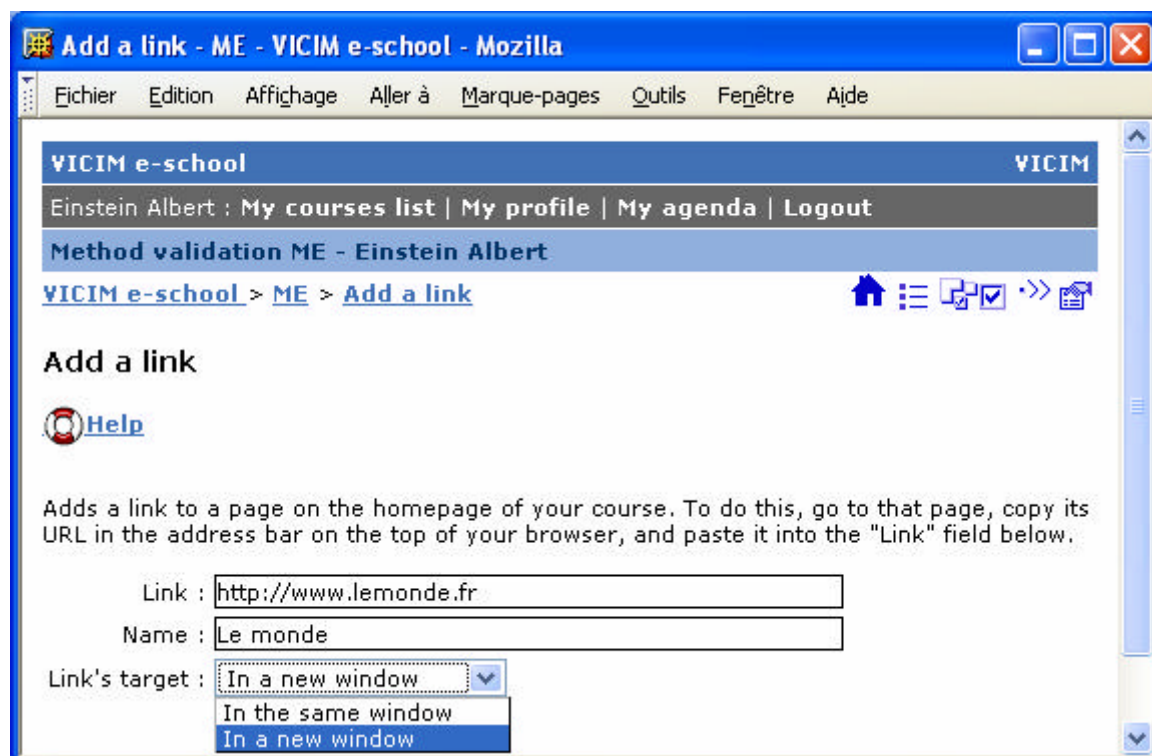 Add a link - ME - VICIM e-school - Mozilla
Fichier Edition Affichage Aller à Marque-pages Outils Fenêtre Aide
VICIM e-school VICIM
Einstein Albert : My courses list | My profile | My agenda | Logout
Method validation ME - Einstein Albert
VICIM e-school > ME > Add a link
Add a link
Help
Adds a link to a page on the homepage of your course. To do this, go to that page, copy its
URL in the address bar on the top of your browser, and paste it into the "Link" field below.
Link : http://www.lemonde.fr
Name : Le monde
Link's target : In a new window
In the same window
In a new window